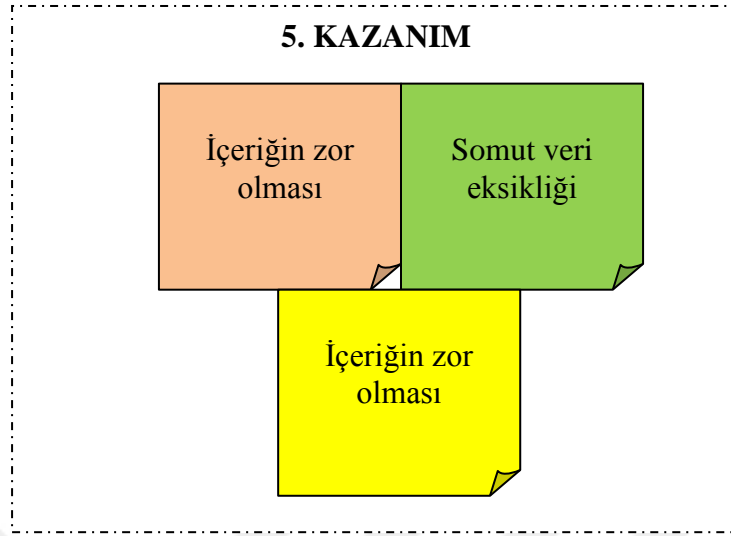 5. KAZANIM
İçeriğin zor
olması
Somut veri
eksikliği
İçeriğin zor
olması